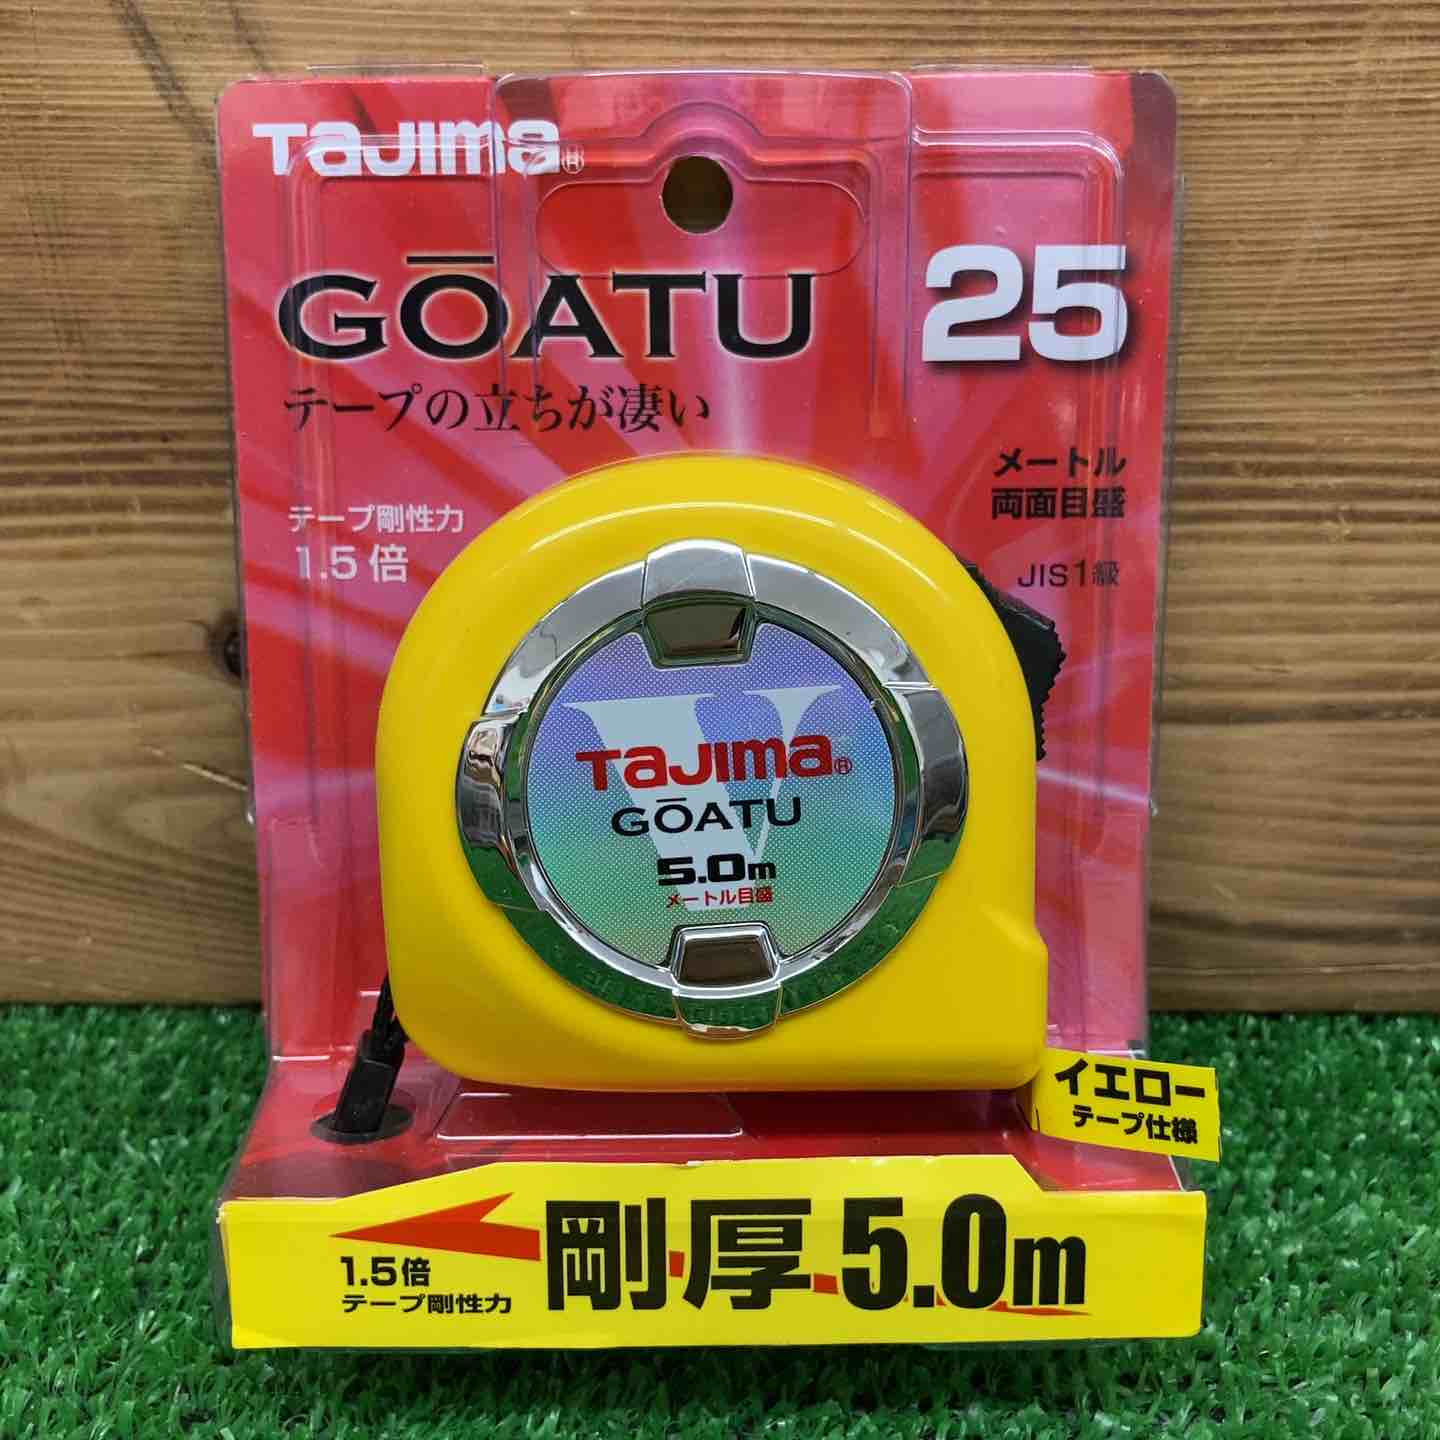 Tajima®
GŌATU
25
テープの立ちが凄い
メートル
両面目盛
テープ剛性力
1.5倍
JIS1級
V
Tajima®
GŌATU
5.0m
メートル目盛
イエロー
テープ仕様
1.5倍
テープ剛性力
剛厚5.0m